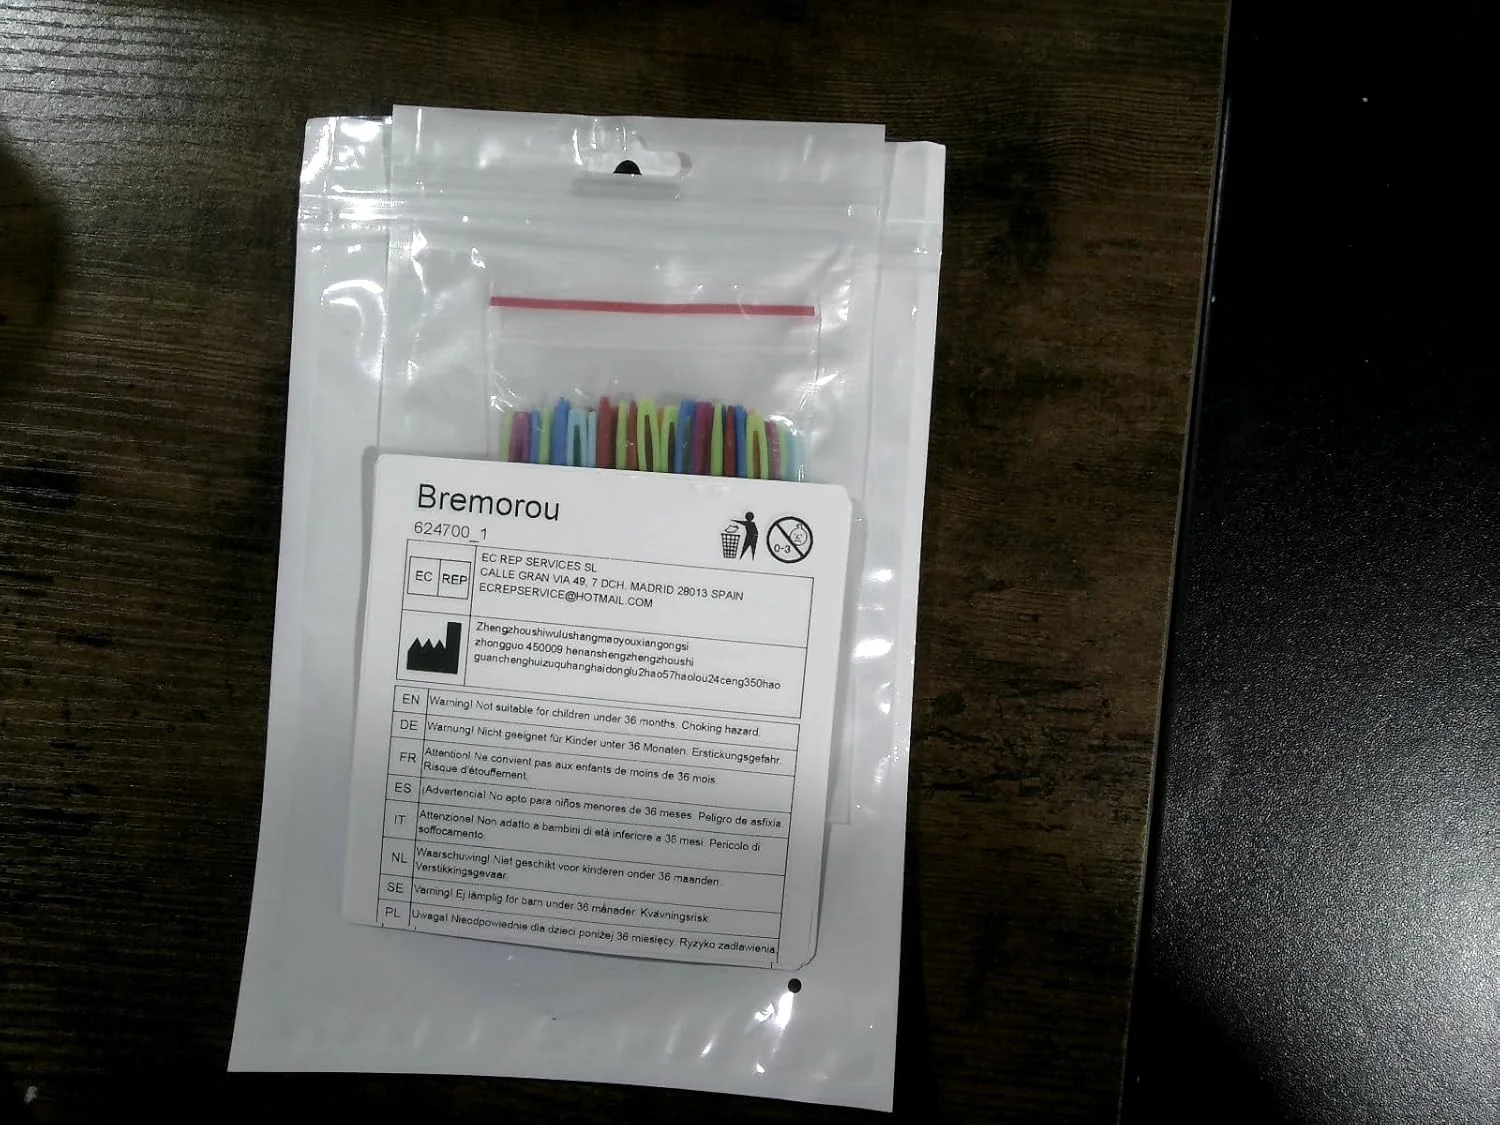 Bremorou
624700_1
0-3
EC REP
EC REP SERVICES SL
CALLE GRAN VIA 49, 7 DCH. MADRID 28013 SPAIN
ECREPSERVICE@HOTMAIL.COM
Zhengzhoushiwulushangmaoyouxiangongsi
zhongguo 450009 henanshengzhengzhoushi
guanchenghuizuquhanghaidonglu2hao57haolou24ceng350hao
EN Warning! Not suitable for children under 36 months. Choking hazard.
DE Warnung! Nicht geeignet für Kinder unter 36 Monaten. Erstickungsgefahr.
FR Attention! Ne convient pas aux enfants de moins de 36 mois.
Risque d'étouffement.
ES ¡Advertencia! No apto para niños menores de 36 meses. Peligro de asfixia.
IT Attenzione! Non adatto a bambini di età inferiore a 36 mesi. Pericolo di
soffocamento.
NL Waarschuwing! Niet geschikt voor kinderen onder 36 maanden.
Verstikkingsgevaar.
SE Varning! Ej lämplig för barn under 36 månader. Kvävningsrisk.
PL Uwaga! Nieodpowiednie dla dzieci poniżej 36 miesięcy. Ryzyko zadławienia.